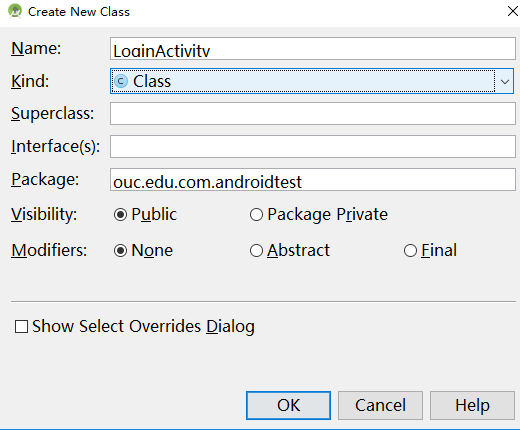 Create New Class
Name: LoginActivity
Kind: C Class
Superclass:
Interface(s):
Package: ouc.edu.com.androidtest
Visibility: Public Package Private
Modifiers: None Abstract Final
Show Select Overrides Dialog
OK Cancel Help